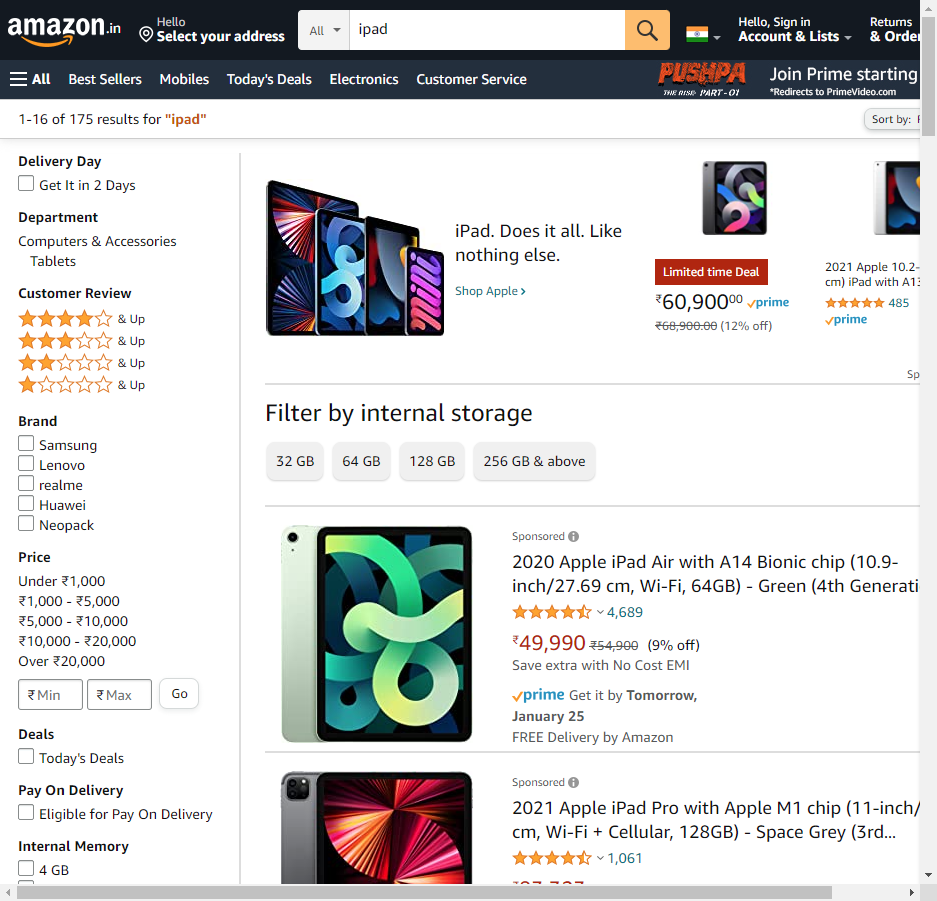 amazon.in
Hello
Select your address
All
ipad
Hello, Sign in
Account & Lists
Returns
& Order
All
Best Sellers
Mobiles
Today's Deals
Electronics
Customer Service
PUSHPA
THE RISE PART-01
Join Prime starting
*Redirects to PrimeVideo.com
1-16 of 175 results for "ipad"
Sort by:
Delivery Day
Get It in 2 Days
Department
Computers & Accessories
Tablets
Customer Review
& Up
& Up
& Up
& Up
Brand
Samsung
Lenovo
realme
Huawei
Neopack
Price
Under ₹1,000
₹1,000 - ₹5,000
₹5,000 - ₹10,000
₹10,000 - ₹20,000
Over ₹20,000
₹ Min
₹ Max
Go
Deals
Today's Deals
Pay On Delivery
Eligible for Pay On Delivery
Internal Memory
4 GB
iPad. Does it all. Like
nothing else.
Shop Apple ›
Limited time Deal
₹60,90000 prime
₹68,900.00 (12% off)
2021 Apple 10.2-
cm) iPad with A13
485
prime
Sp
Filter by internal storage
32 GB
64 GB
128 GB
256 GB & above
Sponsored
2020 Apple iPad Air with A14 Bionic chip (10.9-
inch/27.69 cm, Wi-Fi, 64GB) - Green (4th Generati
4,689
₹49,990 ₹54,900 (9% off)
Save extra with No Cost EMI
prime Get it by Tomorrow,
January 25
FREE Delivery by Amazon
Sponsored
2021 Apple iPad Pro with Apple M1 chip (11-inch/
cm, Wi-Fi + Cellular, 128GB) - Space Grey (3rd...
1,061